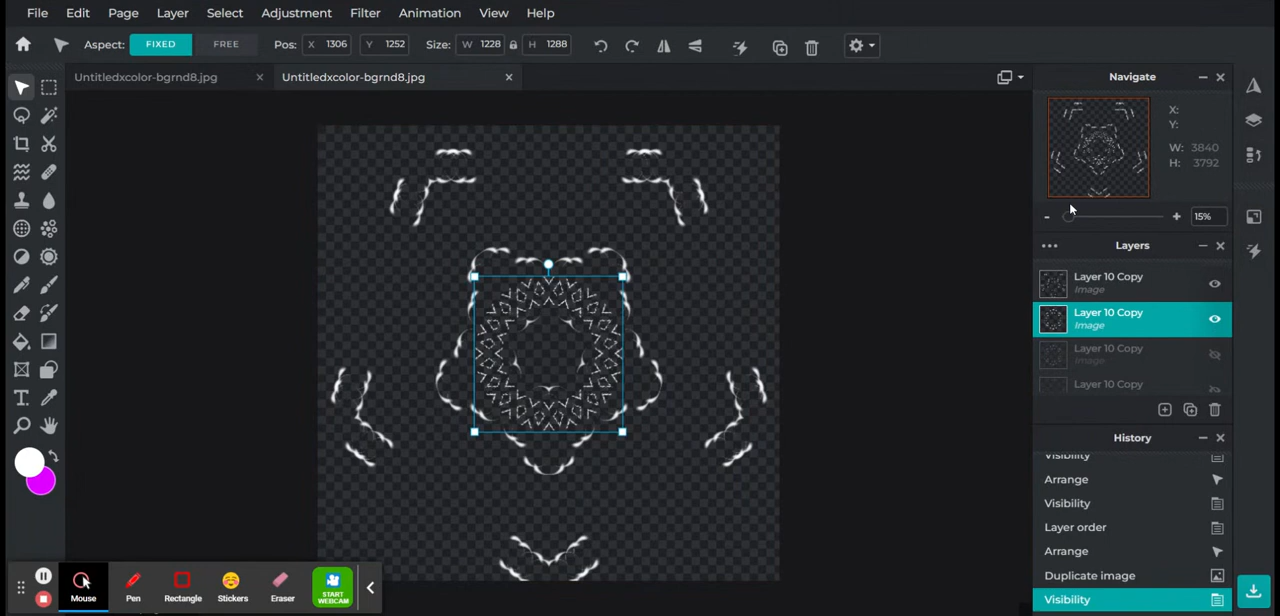 File Edit Page Layer Select Adjustment Filter Animation View Help
Aspect: FIXED FREE Pos: X 1306 Y 1252 Size: W 1228 H 1288
Untitledxcolor-bgrnd8.jpg Untitledxcolor-bgrnd8.jpg
Navigate
X:
Y:
W: 3840
H: 3792
15%
Layers
Layer 10 Copy
Image
Layer 10 Copy
Image
Layer 10 Copy
Image
Layer 10 Copy
History
Visibility
Arrange
Visibility
Layer order
Arrange
Duplicate image
Visibility
Mouse Pen Rectangle Stickers Eraser START WEBCAM